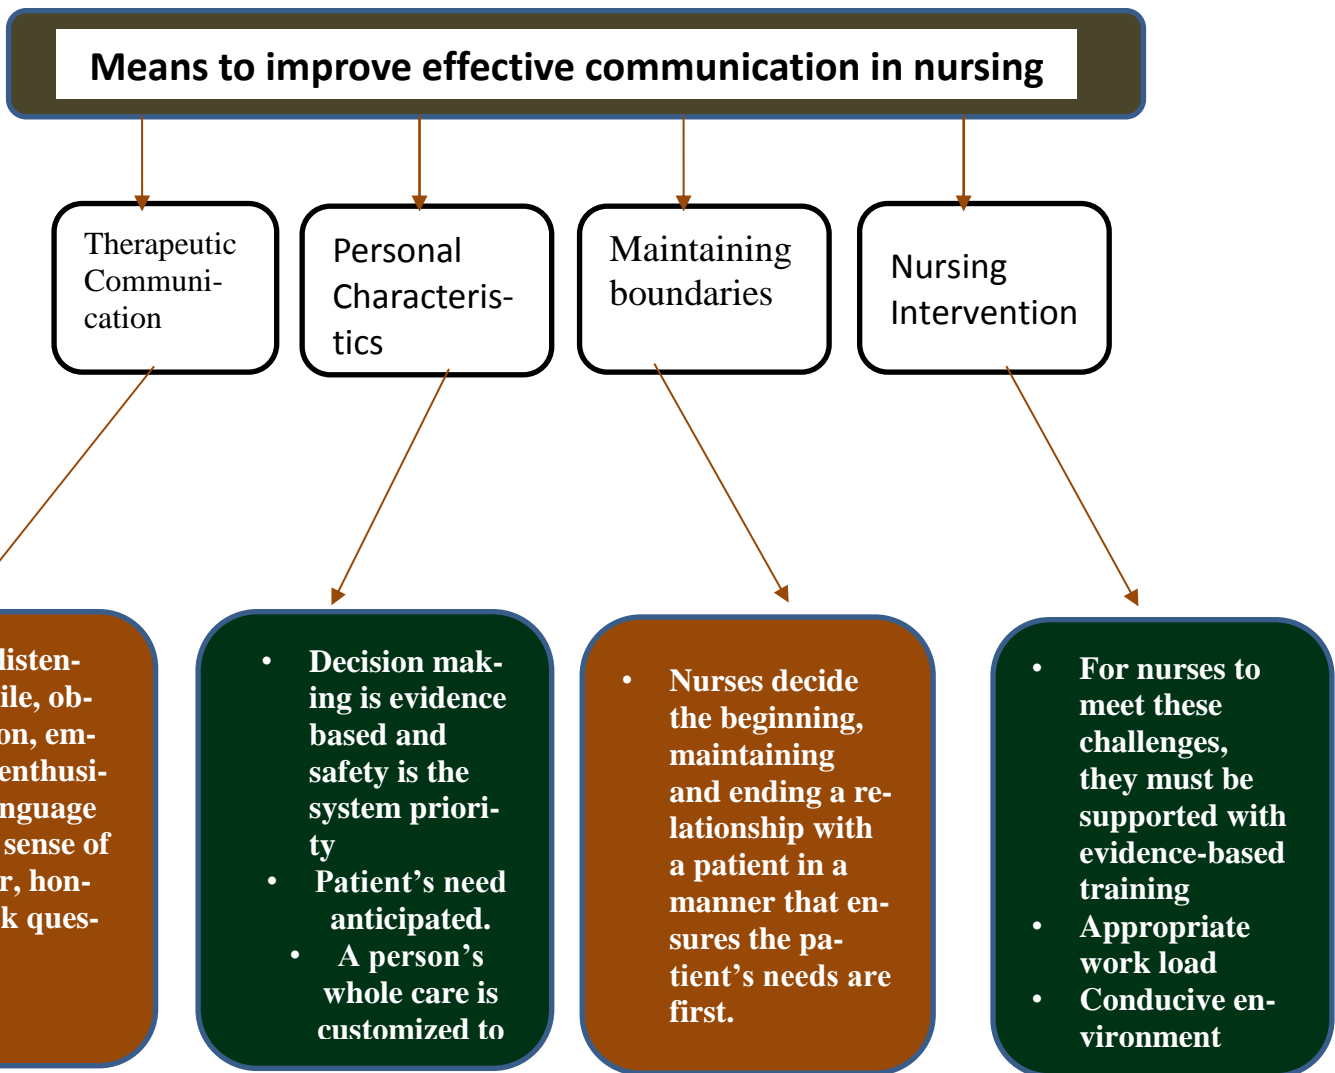 Means to improve effective communication in nursing
Therapeutic
Communi-
cation
Personal
Characteris-
tics
Maintaining
boundaries
Nursing
Intervention
listen-
ile, ob-
on, em-
enthusi-
nguage
sense of
r, hon-
k ques-
• Decision mak-
ing is evidence
based and
safety is the
system priori-
ty
• Patient’s need
anticipated.
• A person’s
whole care is
customized to
• Nurses decide
the beginning,
maintaining
and ending a re-
lationship with
a patient in a
manner that en-
sures the pa-
tient’s needs are
first.
• For nurses to
meet these
challenges,
they must be
supported with
evidence-based
training
• Appropriate
work load
• Conducive en-
vironment